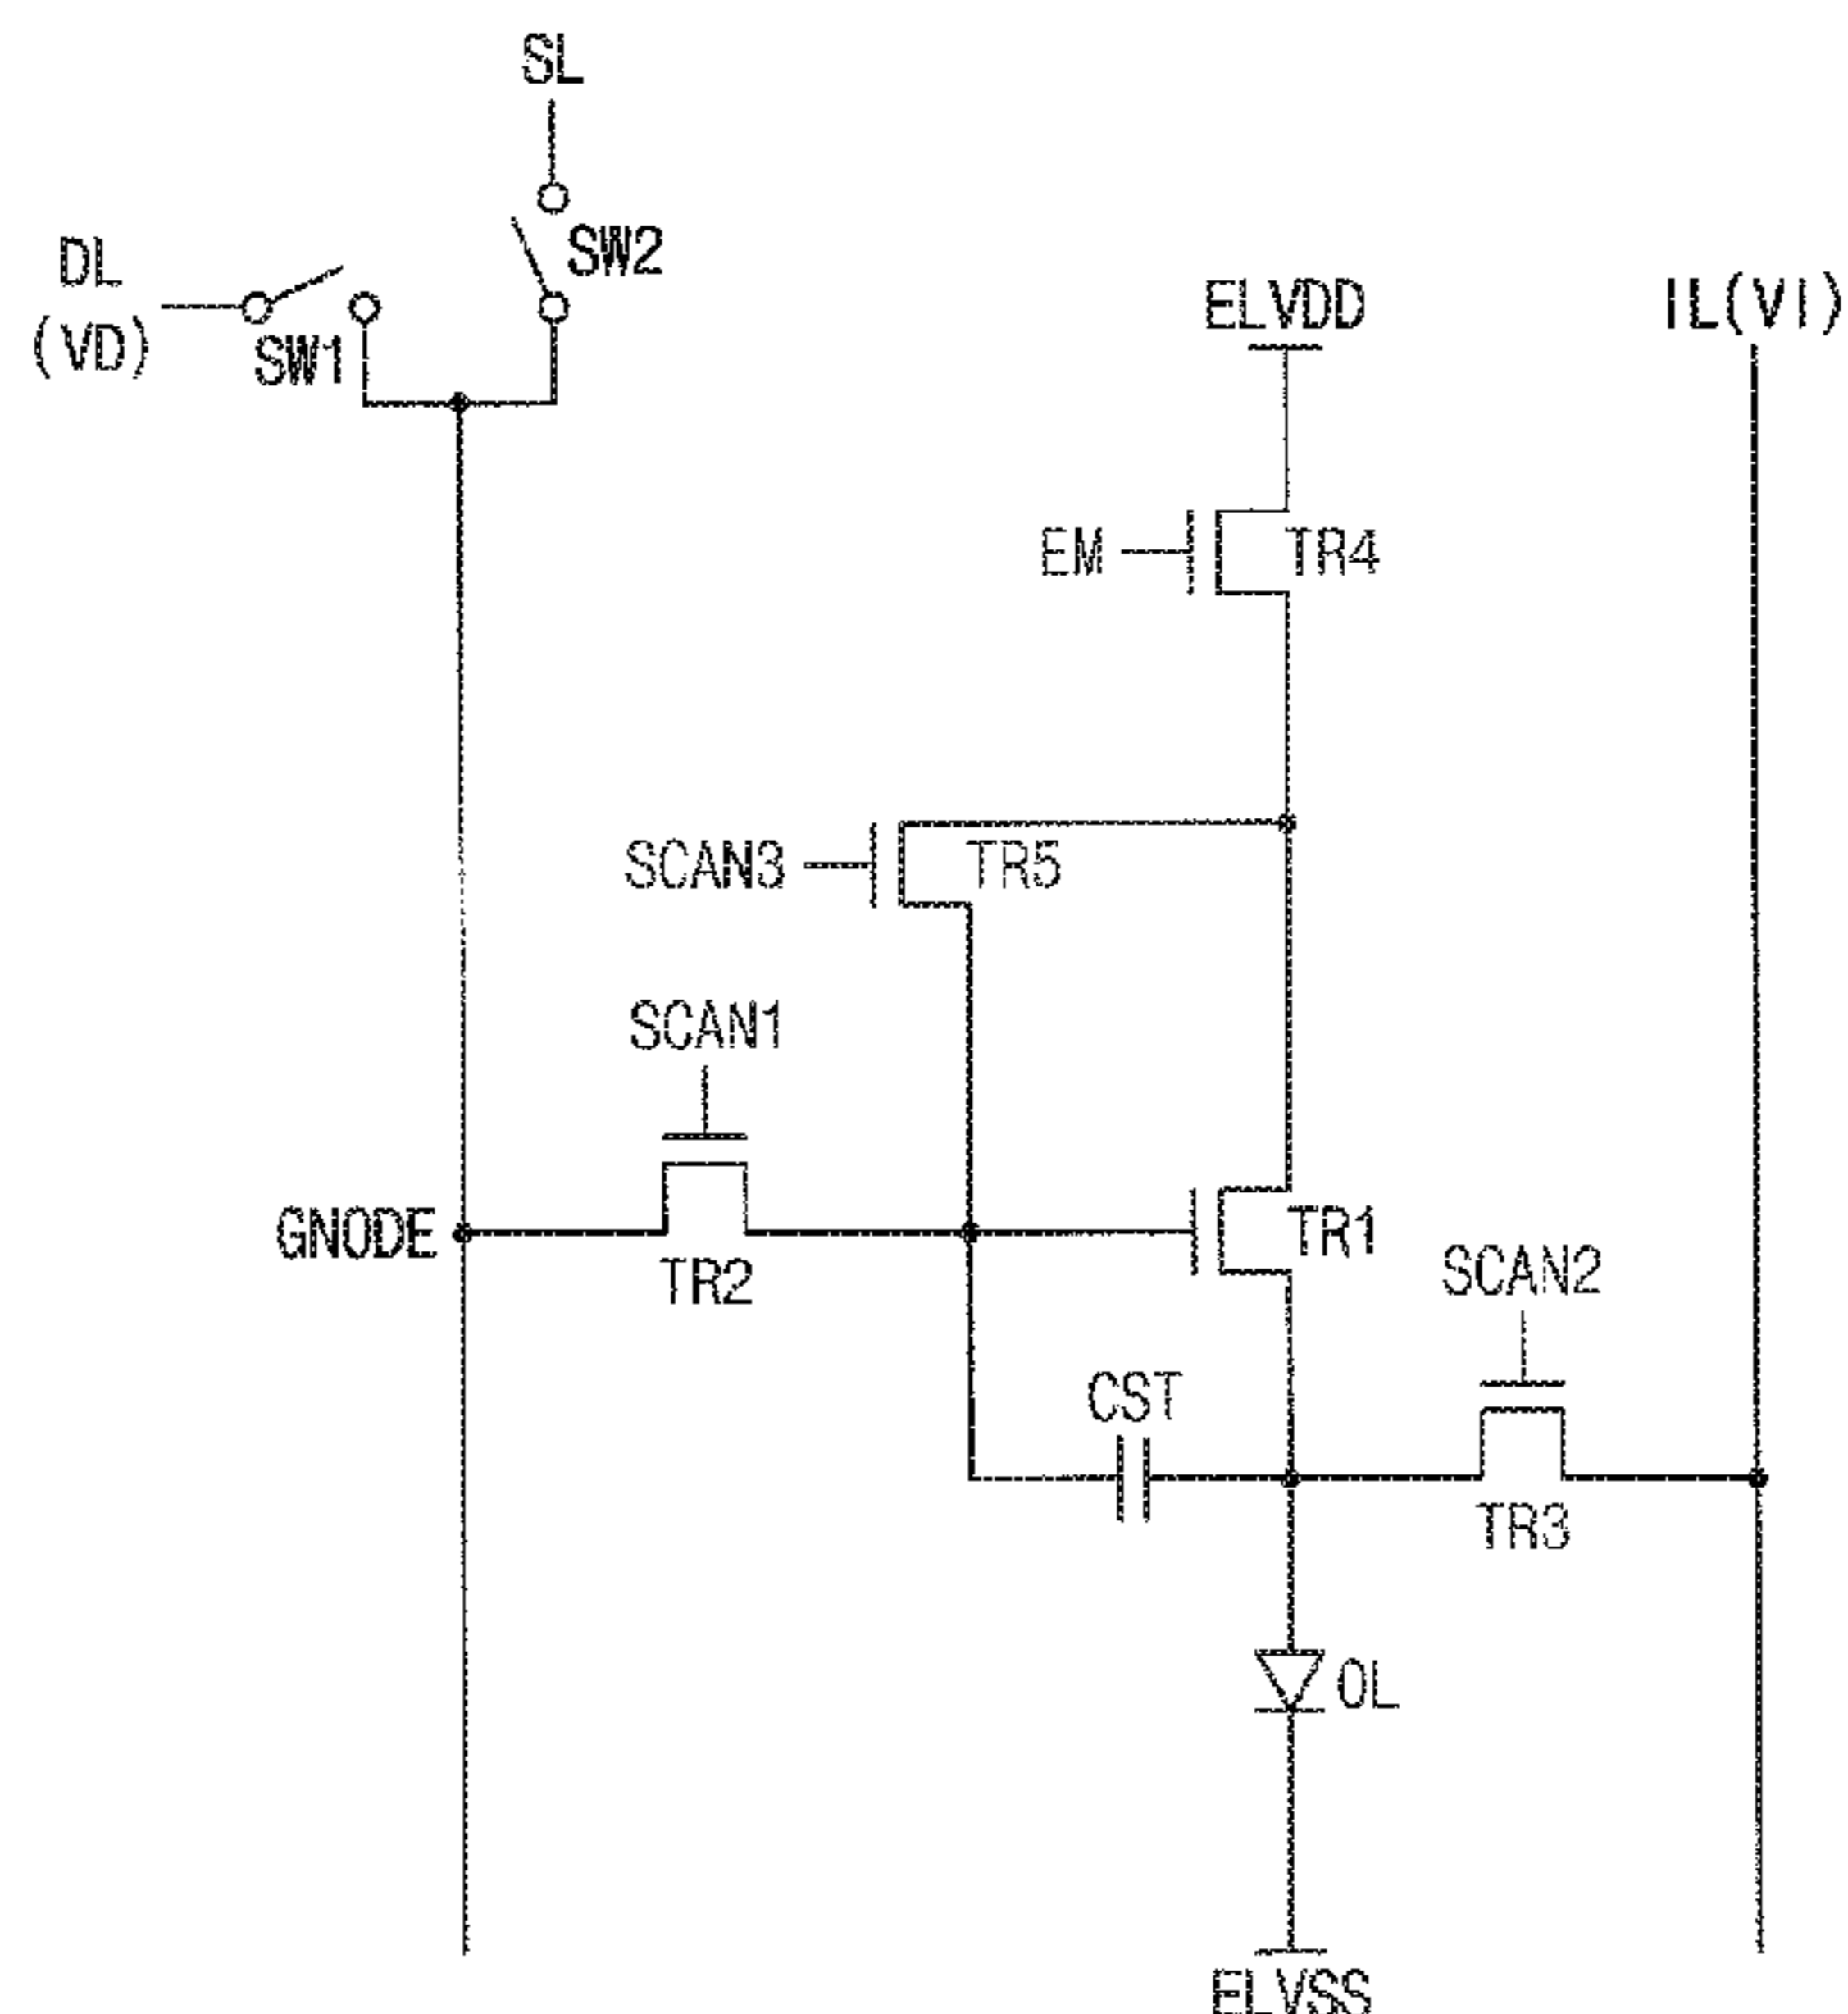 SL
SW2
DL
(VD)
SW1
ELVDD
IL(VI)
EM
TR4
SCAN3
TR5
SCAN1
GNODE
TR2
TR1
SCAN2
CST
TR3
OL
ELVSS